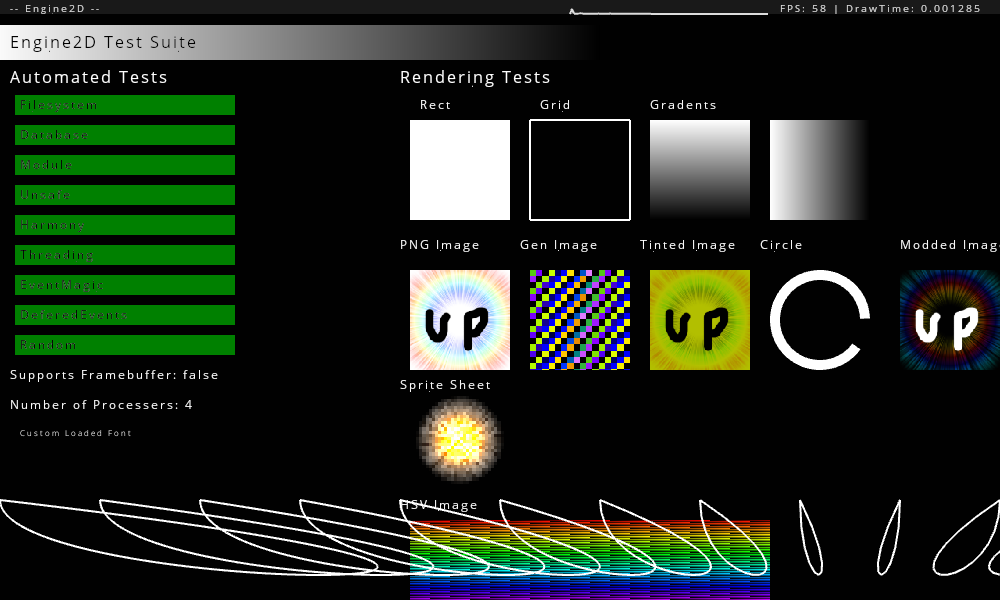 -- Engine2D --
FPS: 58 | DrawTime: 0.001285
Engine2D Test Suite
Automated Tests
Filesystem
Database
Module
Update
Harmony
Threading
EventMagic
DeferedEvents
Random
Supports Framebuffer: false
Number of Processers: 4
Custom Loaded Font
Rendering Tests
Rect Grid Gradents
PNG Image Gen Image Tinted Image Circle Modded Imag
UP UP UP
Sprite Sheet
HSV Image